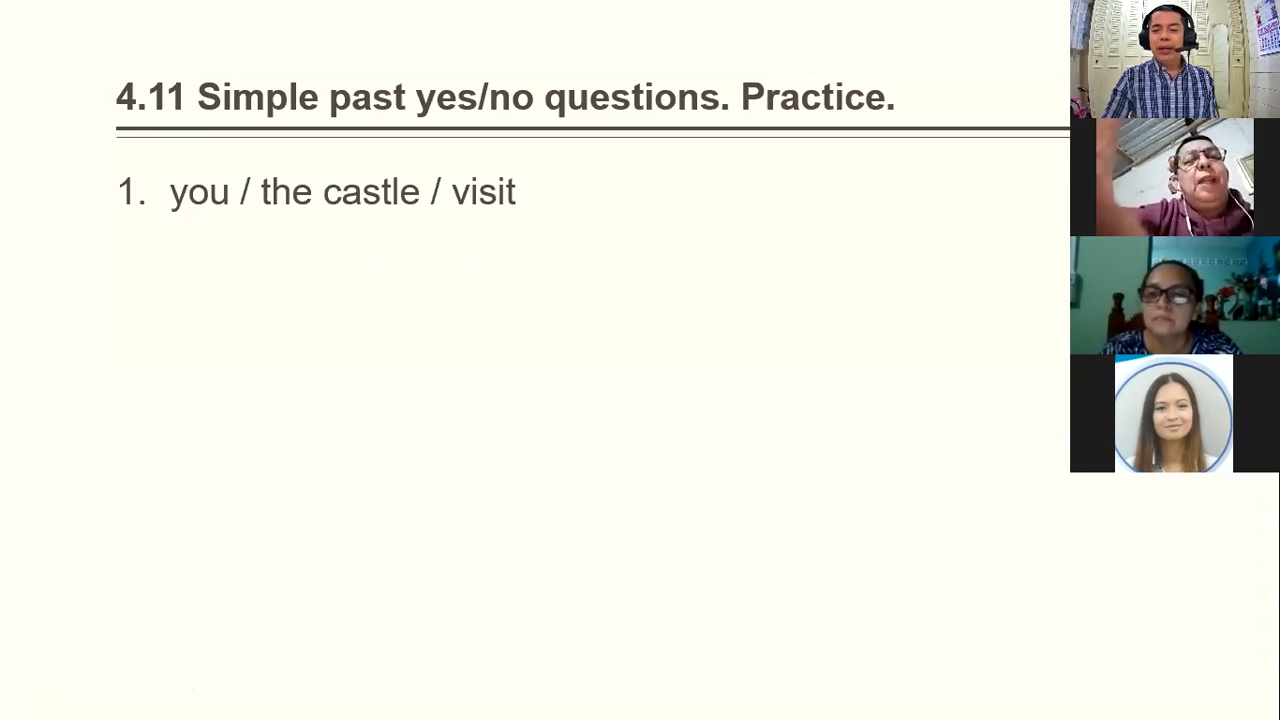 4.11 Simple past yes/no questions. Practice.
1. you / the castle / visit